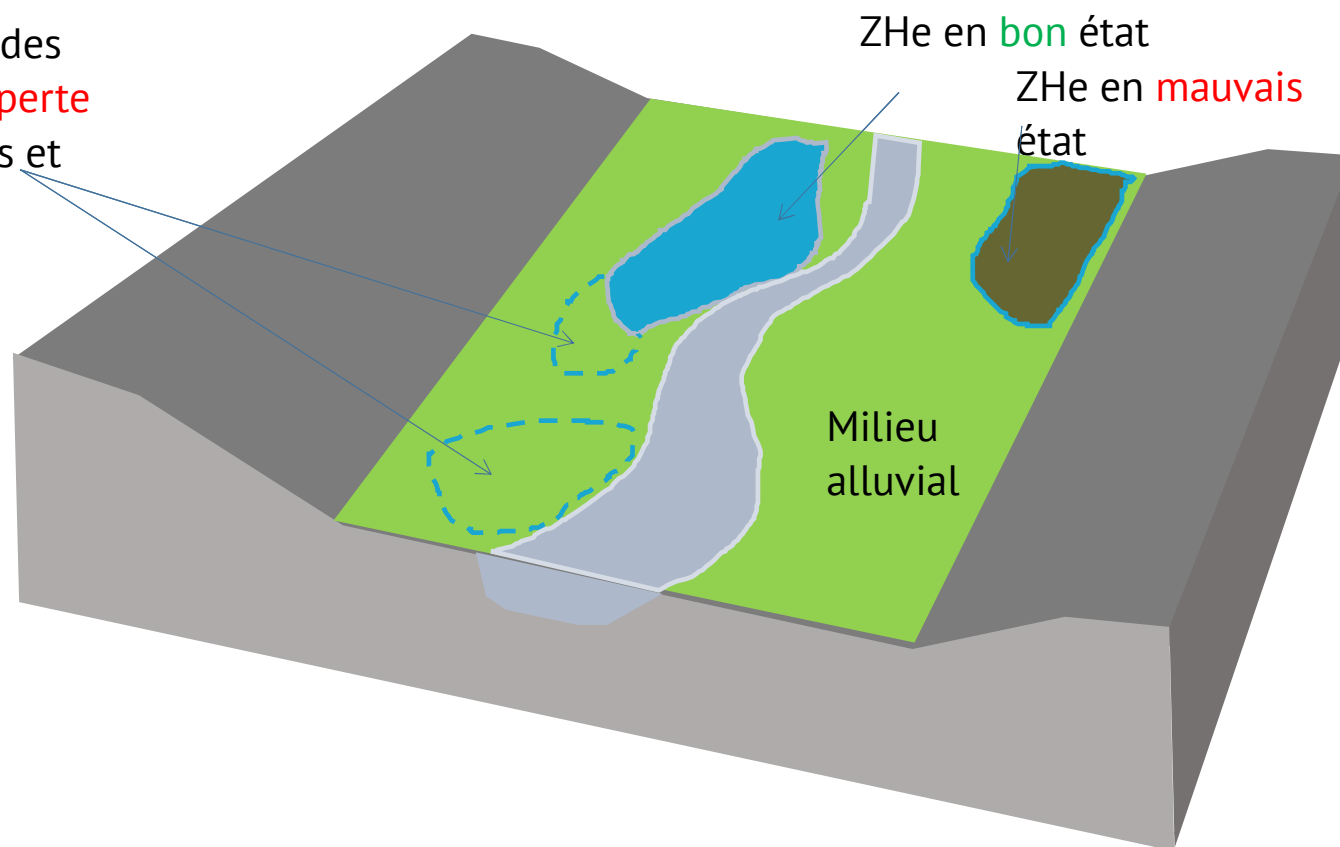 des
perte
s et
ZHe en bon état
ZHe en mauvais
état
Milieu
alluvial